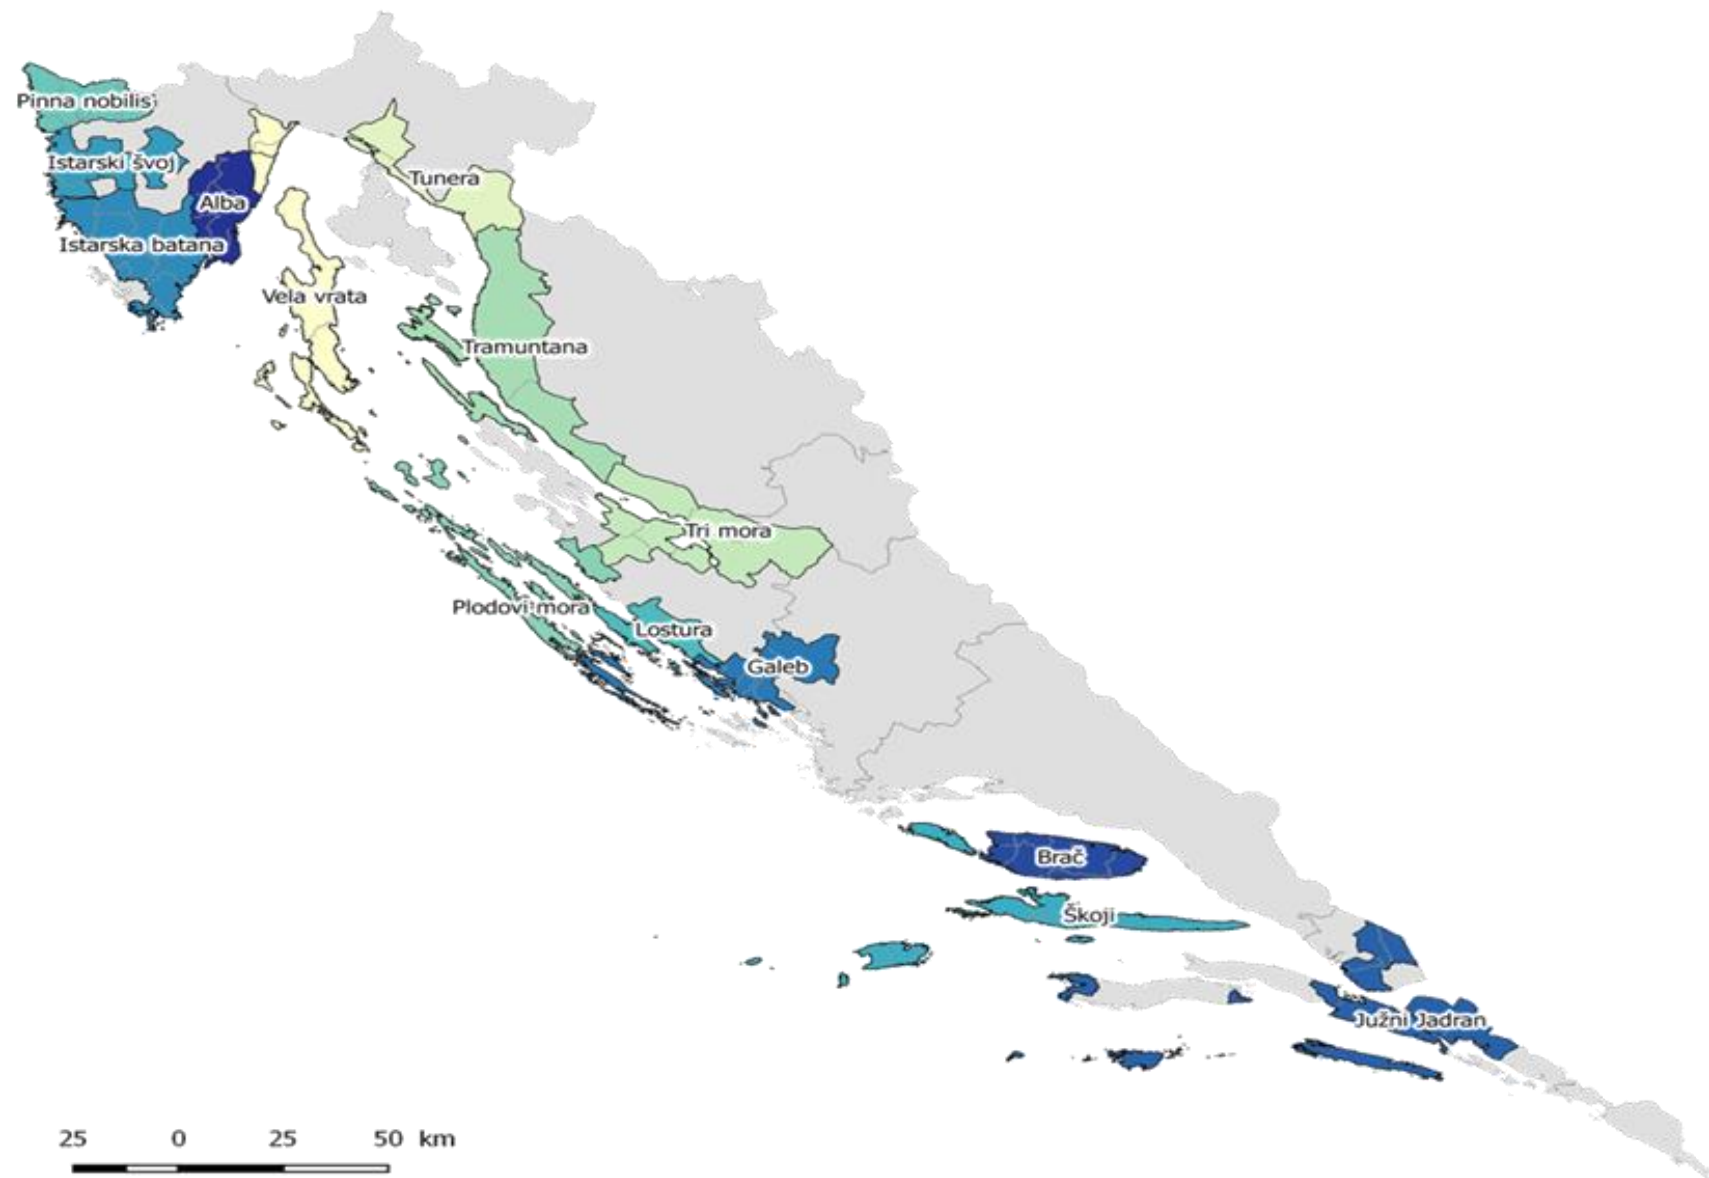 Pinna nobilis
Istarski švoj
Tunera
Alba
Istarska batana
Vela vrata
Tramuntana
Tri mora
Plodovi mora
Lostura
Galeb
Brač
Škoji
Južni Jadran
25 0 25 50 km